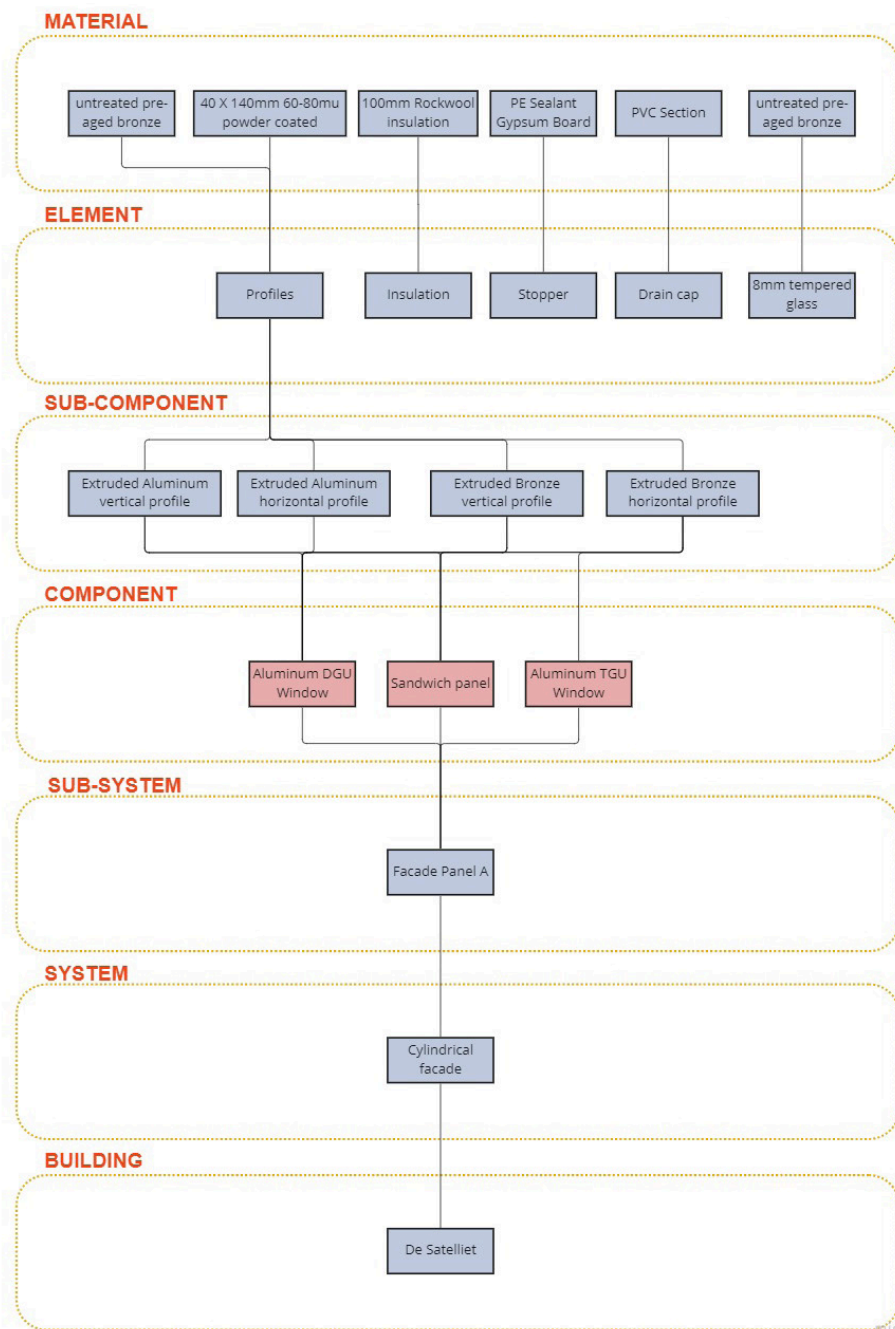 MATERIAL
untreated pre-
aged bronze
40 X 140mm 60-80mu
powder coated
100mm Rockwool
insulation
PE Sealant
Gypsum Board
PVC Section
untreated pre-
aged bronze
ELEMENT
Profiles
Insulation
Stopper
Drain cap
8mm tempered
glass
SUB-COMPONENT
Extruded Aluminum
vertical profile
Extruded Aluminum
horizontal profile
Extruded Bronze
vertical profile
Extruded Bronze
horizontal profile
COMPONENT
Aluminum DGU
Window
Sandwich panel
Aluminum TGU
Window
SUB-SYSTEM
Facade Panel A
SYSTEM
Cylindrical
facade
BUILDING
De Satelliet